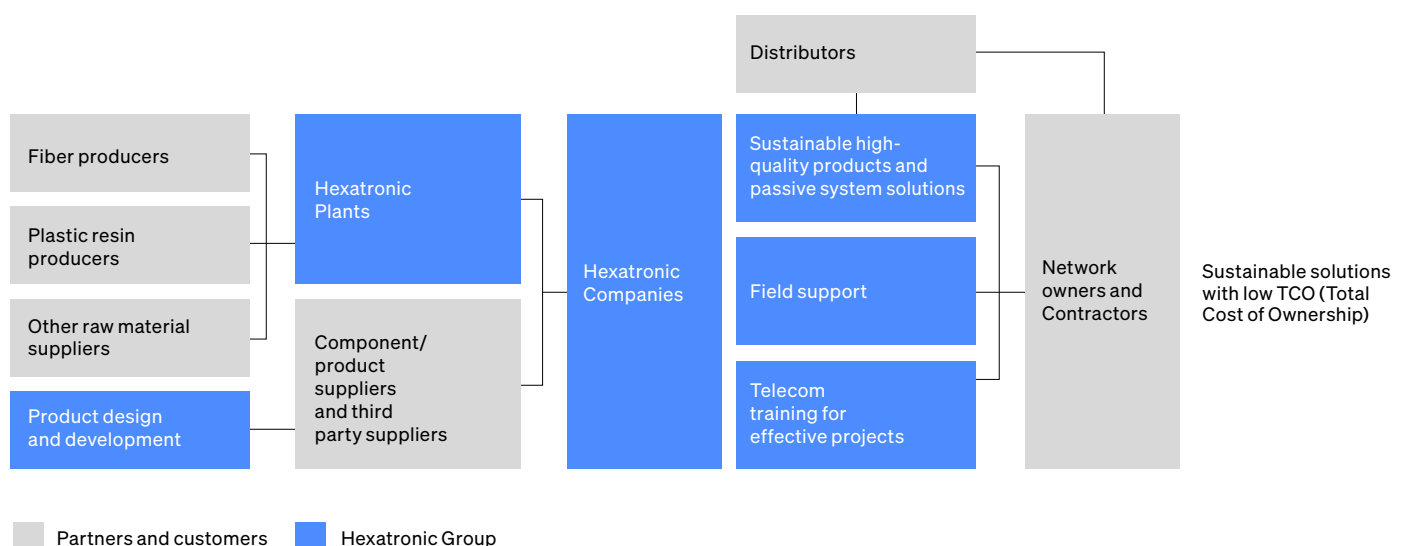 Distributors
Fiber producers
Plastic resin
producers
Other raw material
suppliers
Product design
and development
Hexatronic
Plants
Component/
product
suppliers
and third
party suppliers
Hexatronic
Companies
Sustainable high-
quality products and
passive system solutions
Field support
Telecom
training for
effective projects
Network
owners and
Contractors
Sustainable solutions
with low TCO (Total
Cost of Ownership)
Partners and customers
Hexatronic Group